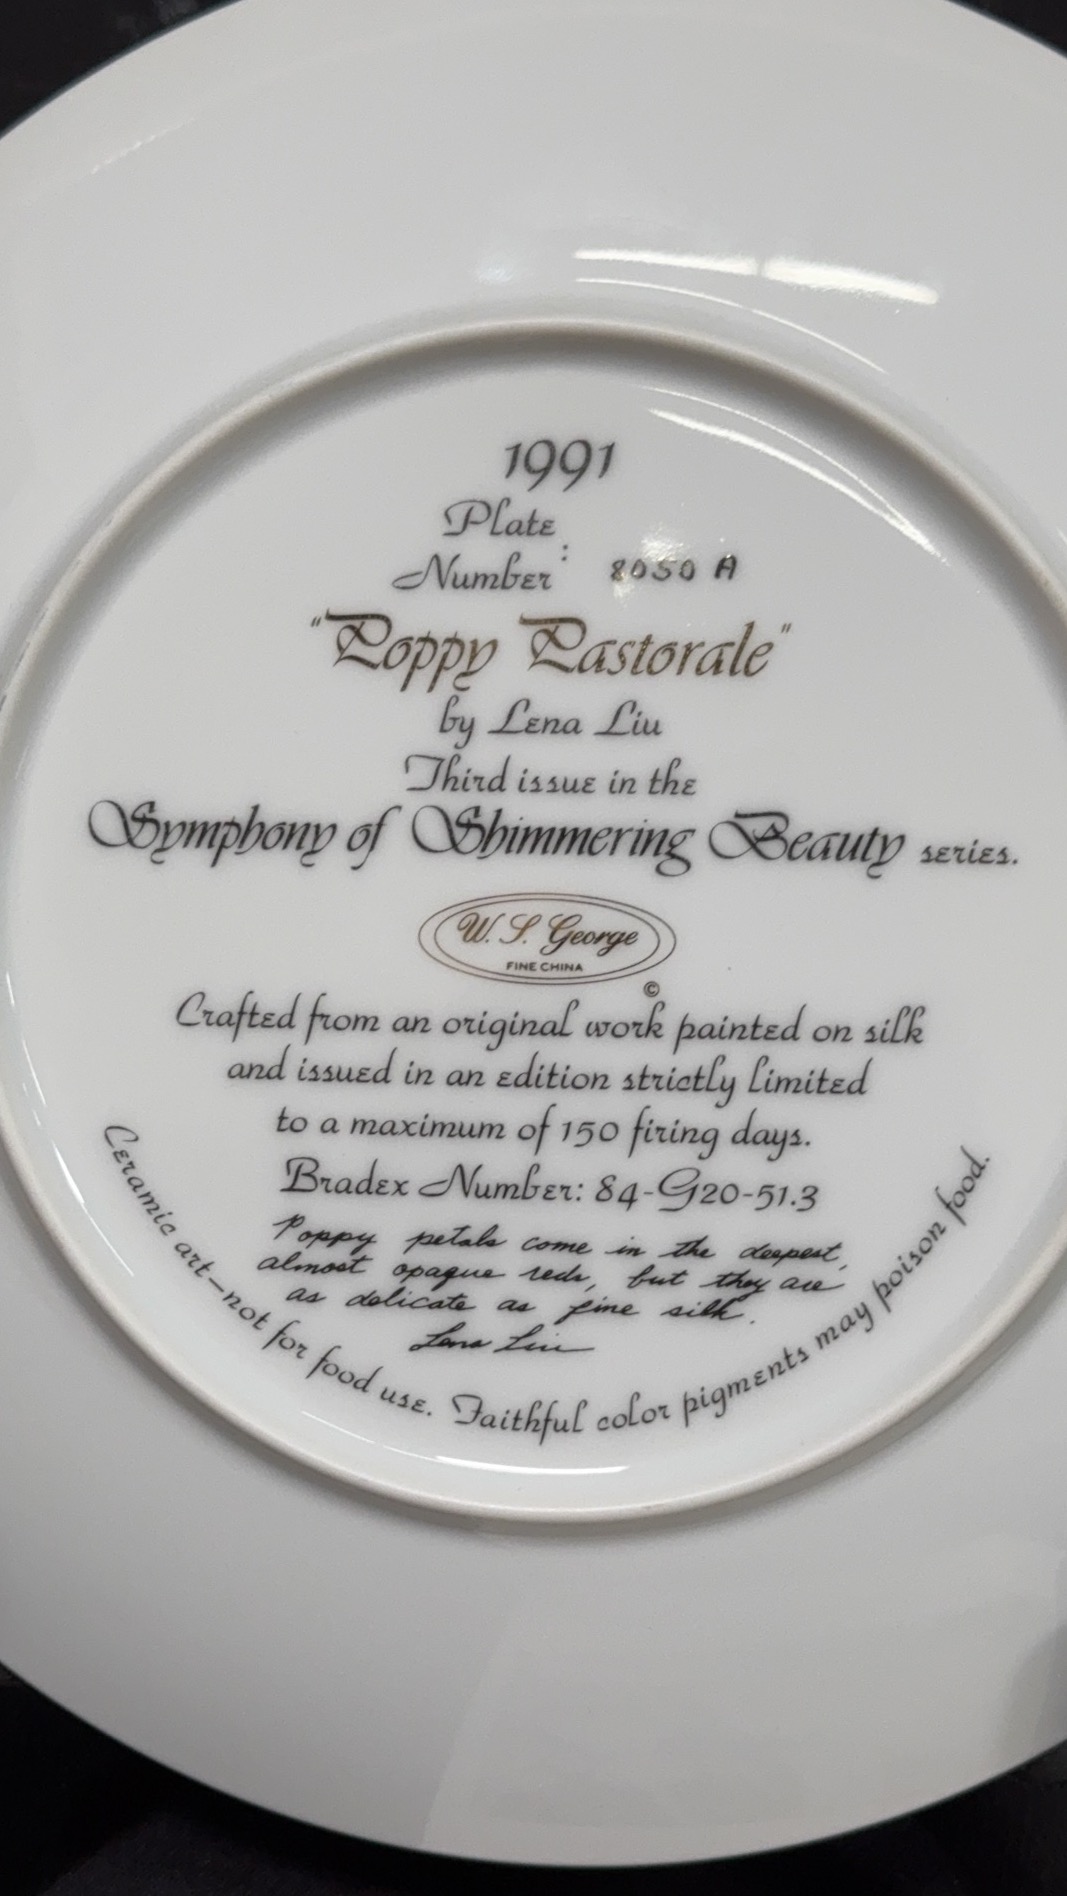 1991
Plate
Number: 8050 A
"Poppy Pastorale"
by Lena Liu
Third issue in the
Symphony of Shimmering Beauty series.
W. S. George
FINE CHINA
©
Crafted from an original work painted on silk
and issued in an edition strictly limited
to a maximum of 150 firing days.
Bradex Number: 84-G20-51.3
Poppy petals come in the deepest,
almost opaque reds, but they are
as delicate as fine silk.
Lena Liu
Ceramic art—not for food use. Faithful color pigments may poison food.